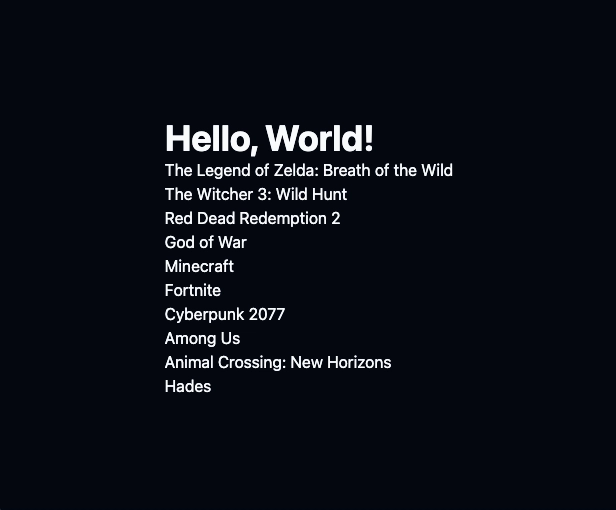 Hello, World!
The Legend of Zelda: Breath of the Wild
The Witcher 3: Wild Hunt
Red Dead Redemption 2
God of War
Minecraft
Fortnite
Cyberpunk 2077
Among Us
Animal Crossing: New Horizons
Hades